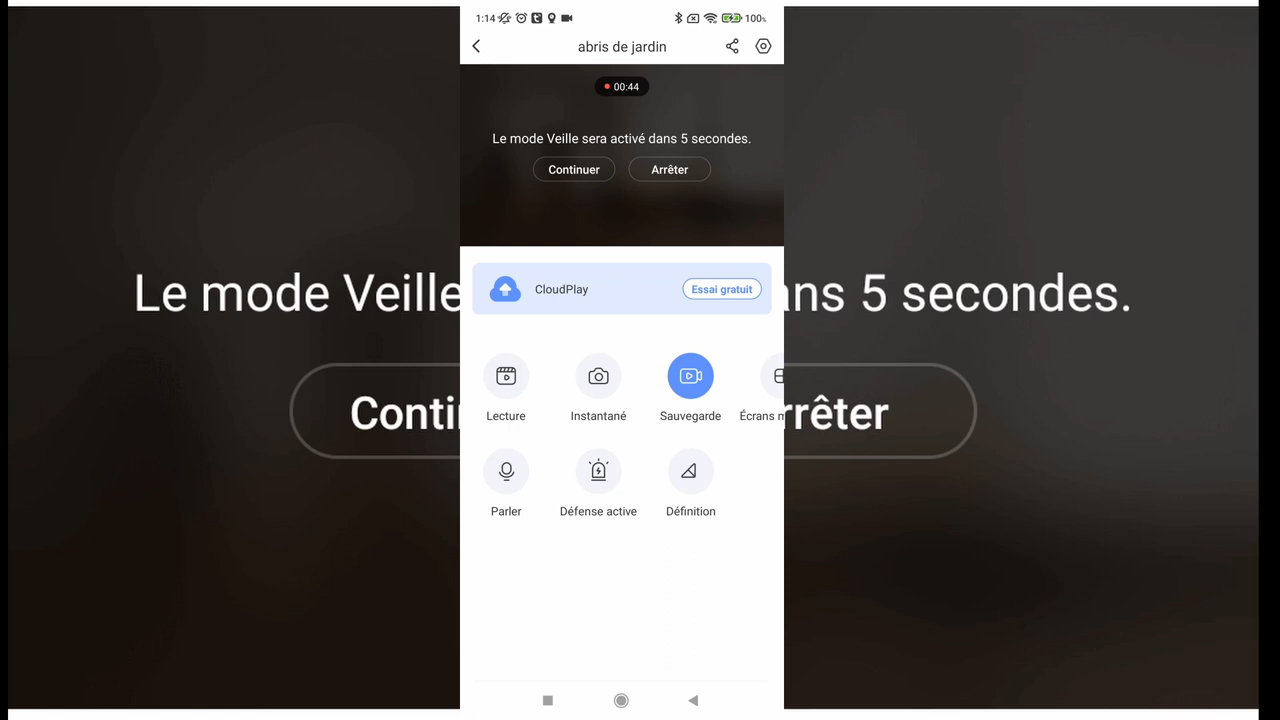 1:14
100%
abris de jardin
00:44
Le mode Veille sera activé dans 5 secondes.
Continuer
Arrêter
Le mode Veille
ans 5 secondes.
Conti
rrêter
CloudPlay
Essai gratuit
Lecture
Instantané
Sauvegarde
Écrans m
Parler
Défense active
Définition